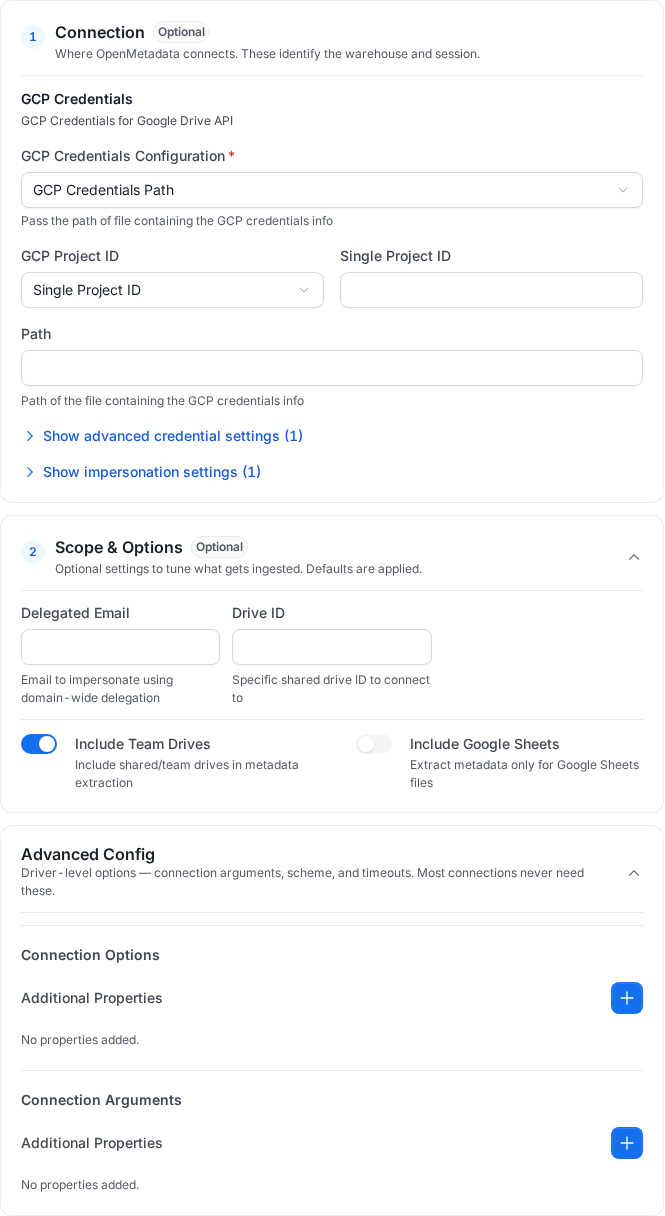 1
Connection Optional
Where OpenMetadata connects. These identify the warehouse and session.
GCP Credentials
GCP Credentials for Google Drive API
GCP Credentials Configuration *
GCP Credentials Path
Pass the path of file containing the GCP credentials info
GCP Project ID
Single Project ID
Single Project ID
Path
Path of the file containing the GCP credentials info
Show advanced credential settings (1)
Show impersonation settings (1)
2
Scope & Options Optional
Optional settings to tune what gets ingested. Defaults are applied.
Delegated Email
Email to impersonate using
domain-wide delegation
Drive ID
Specific shared drive ID to connect
to
Include Team Drives
Include shared/team drives in metadata
extraction
Include Google Sheets
Extract metadata only for Google Sheets
files
Advanced Config
Driver-level options — connection arguments, scheme, and timeouts. Most connections never need
these.
Connection Options
Additional Properties
No properties added.
Connection Arguments
Additional Properties
No properties added.